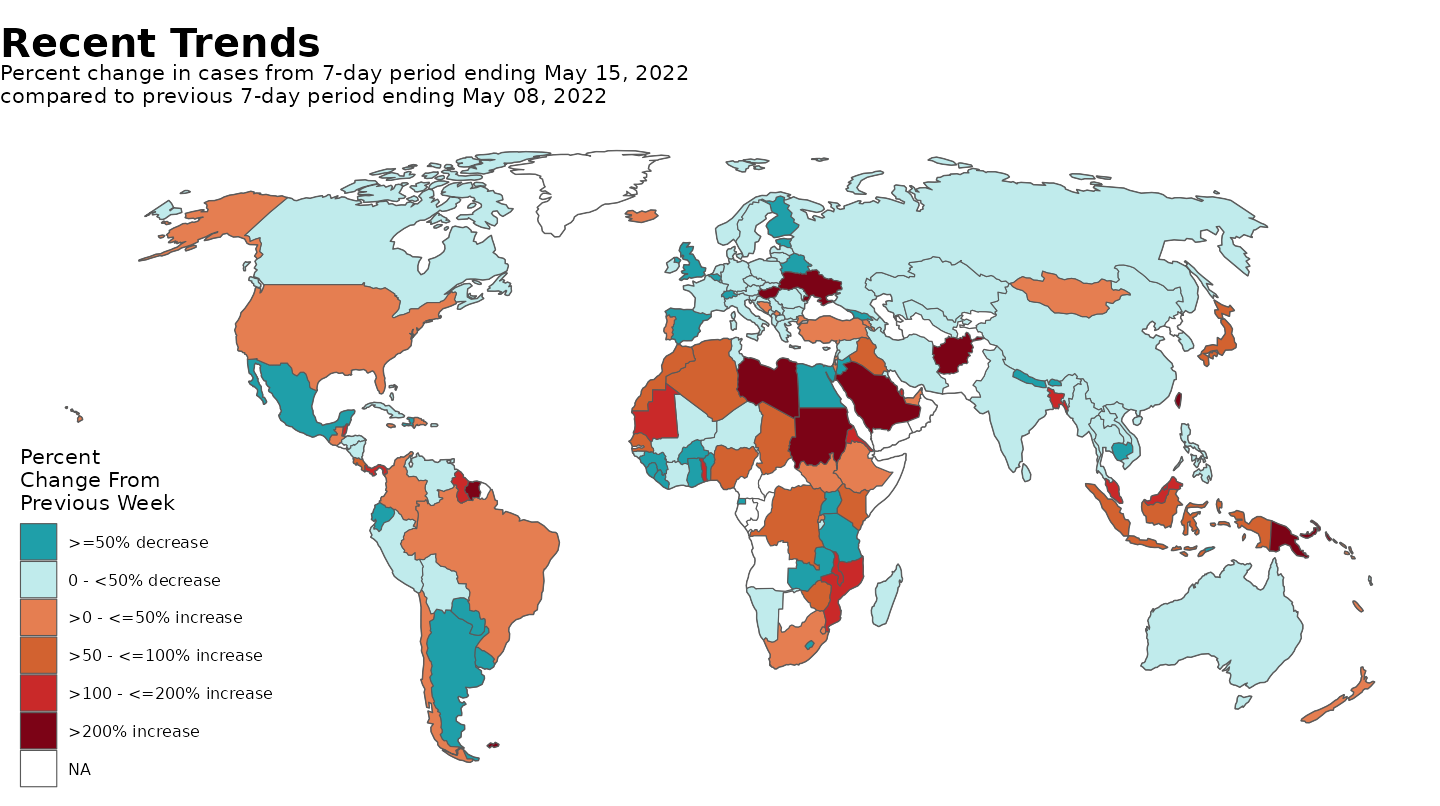 Recent Trends
Percent change in cases from 7-day period ending May 15, 2022
compared to previous 7-day period ending May 08, 2022
Percent
Change From
Previous Week
>=50% decrease
0 - <50% decrease
>0 - <=50% increase
>50 - <=100% increase
>100 - <=200% increase
>200% increase
NA